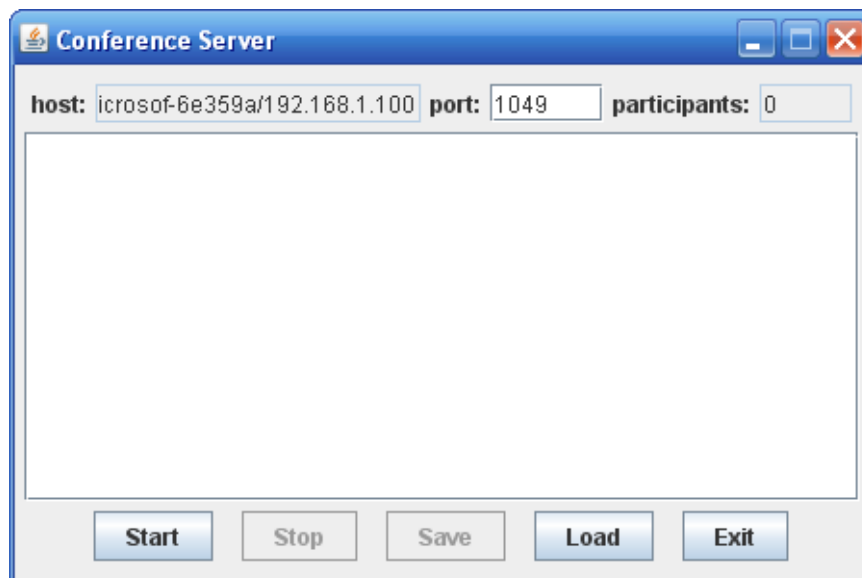 Conference Server
host: icrosof-6e359a/192.168.1.100 port: 1049 participants: 0
Start Stop Save Load Exit